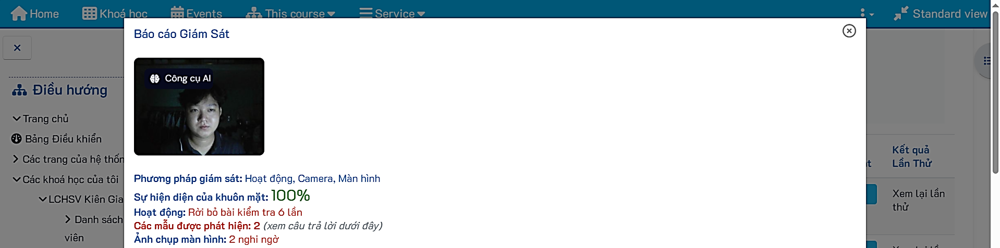 Home
Khoá học
Events
This course
Service
Standard view
Báo cáo Giám Sát
Công cụ AI
Điều hướng
Trang chủ
Bảng Điều khiển
Các trang của hệ thốn
Các khoá học của tôi
LCHSV Kiên Gia
Danh sách
viên
Phương pháp giám sát: Hoạt động, Camera, Màn hình
Sự hiện diện của khuôn mặt: 100%
Hoạt động: Rời bỏ bài kiểm tra 6 lần
Các mẫu được phát hiện: 2 (xem câu trả lời dưới đây)
Ảnh chụp màn hình: 2 nghi ngờ
Kết quả
Lần Thử
Xem lại lần
thử